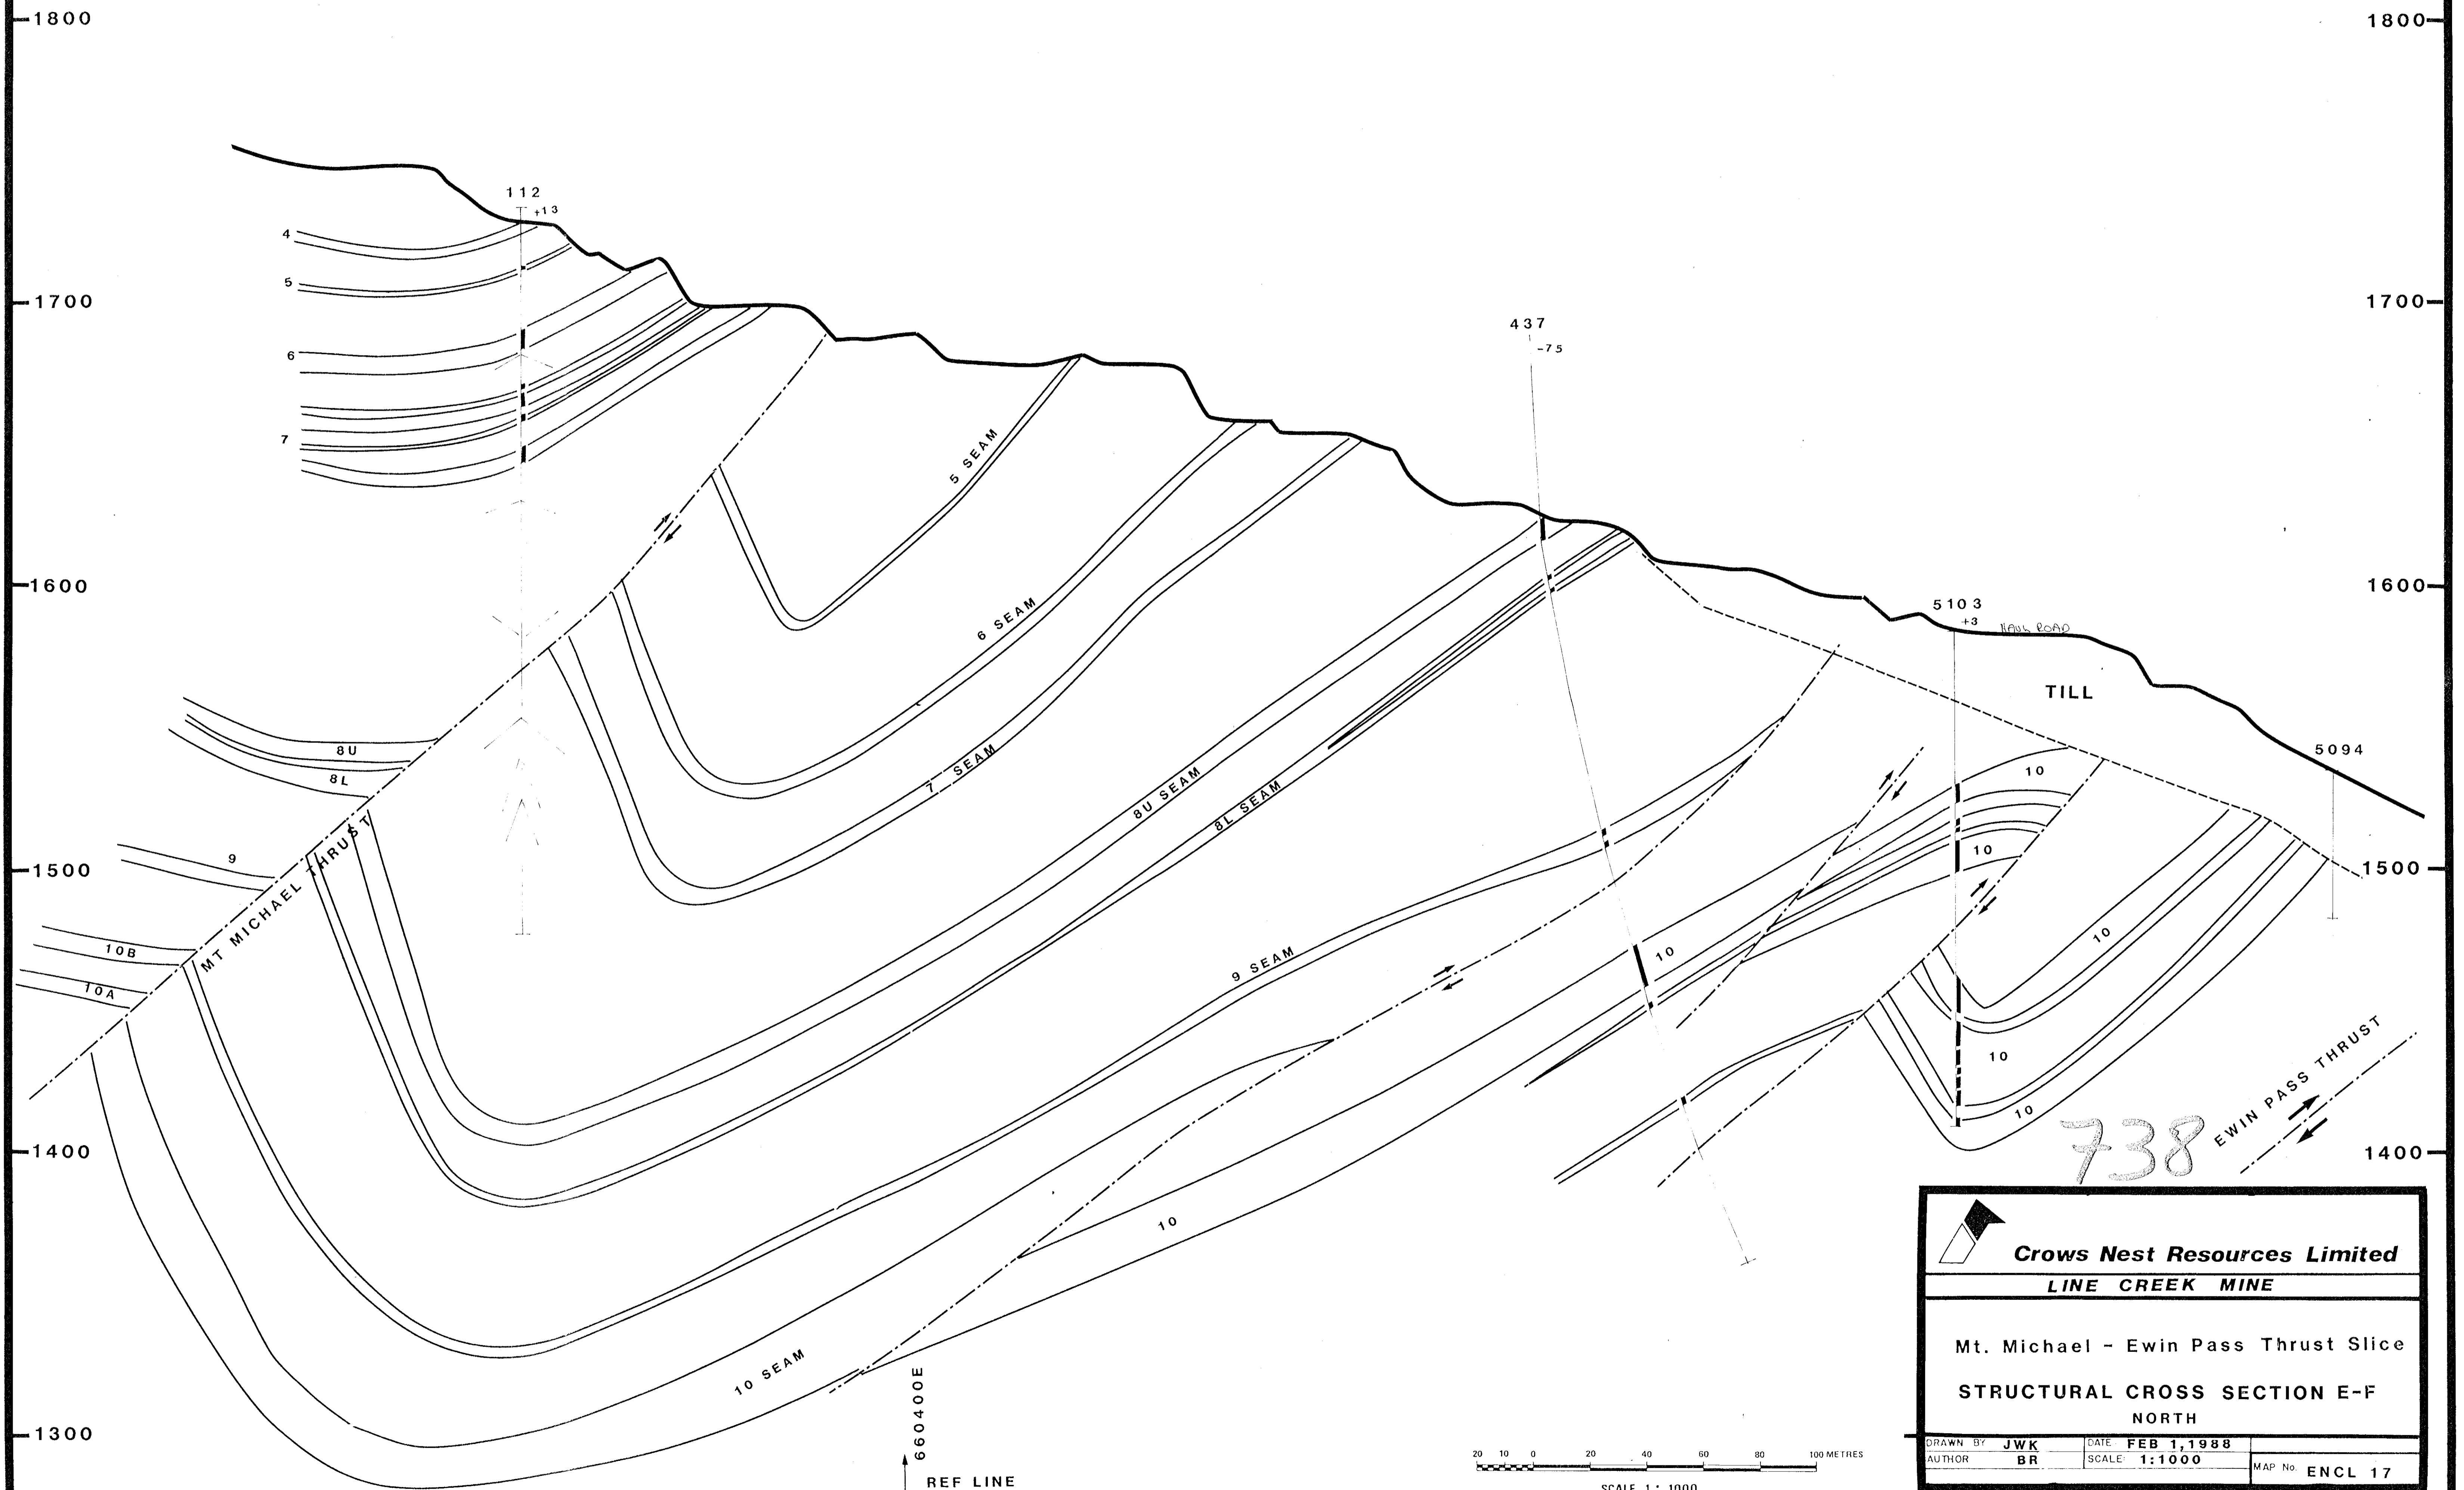 1800
1800
112
+13
4
5
1700
1700
437
-75
6
7
5 SEAM
1600
1600
5103
+3
HAUL ROAD
6 SEAM
TILL
8U
8L
7 SEAM
8U SEAM
8L SEAM
5094
10
10
9
1500
1500
MT MICHAEL THRUST
10B
10A
9 SEAM
10
10
10
10
EWIN PASS THRUST
738
1400
1400
10
10 SEAM
660400E
REF LINE
1300
20 10 0 20 40 60 80 100 METRES
SCALE 1 : 1000
Crows Nest Resources Limited
LINE CREEK MINE
Mt. Michael - Ewin Pass Thrust Slice
STRUCTURAL CROSS SECTION E-F
NORTH
DRAWN BY JWK
DATE FEB 1, 1988
AUTHOR BR
SCALE 1:1000
MAP No. ENCL 17